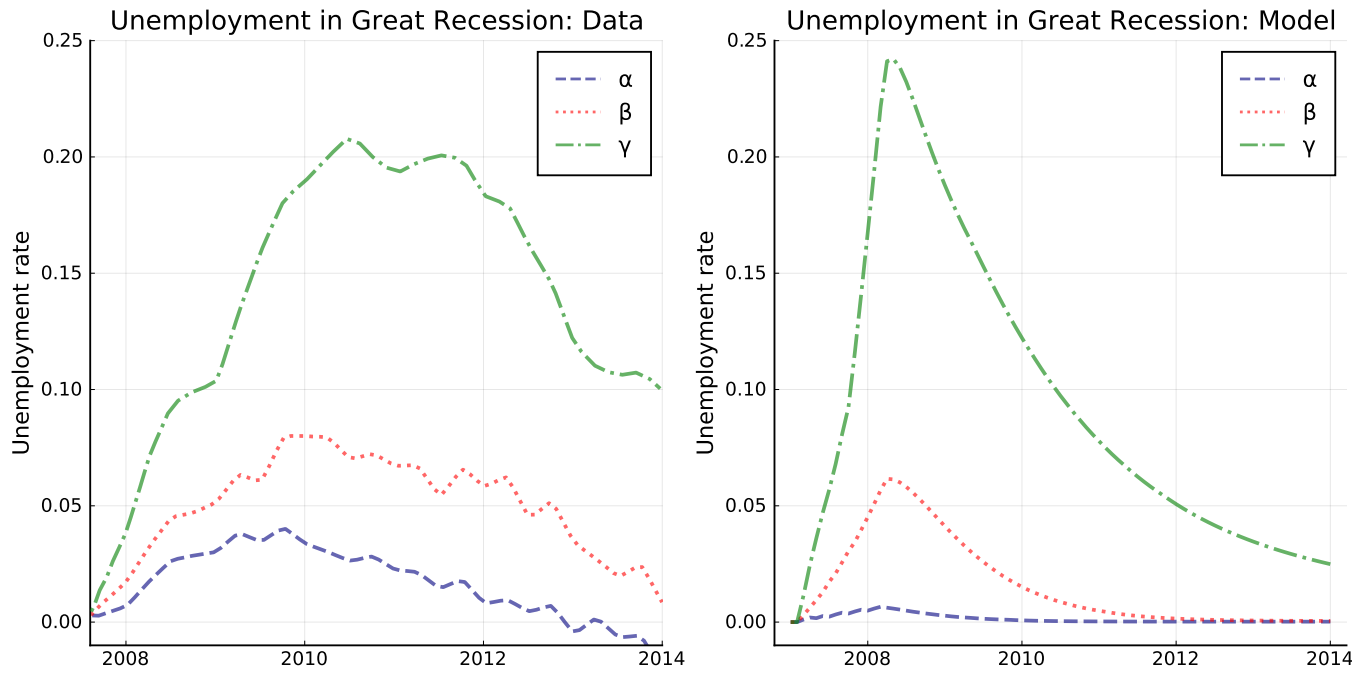 Unemployment in Great Recession: Data
Unemployment rate
0.25
0.20
0.15
0.10
0.05
0.00
2008 2010 2012 2014
α
β
γ
Unemployment in Great Recession: Model
Unemployment rate
0.25
0.20
0.15
0.10
0.05
0.00
2008 2010 2012 2014
α
β
γ